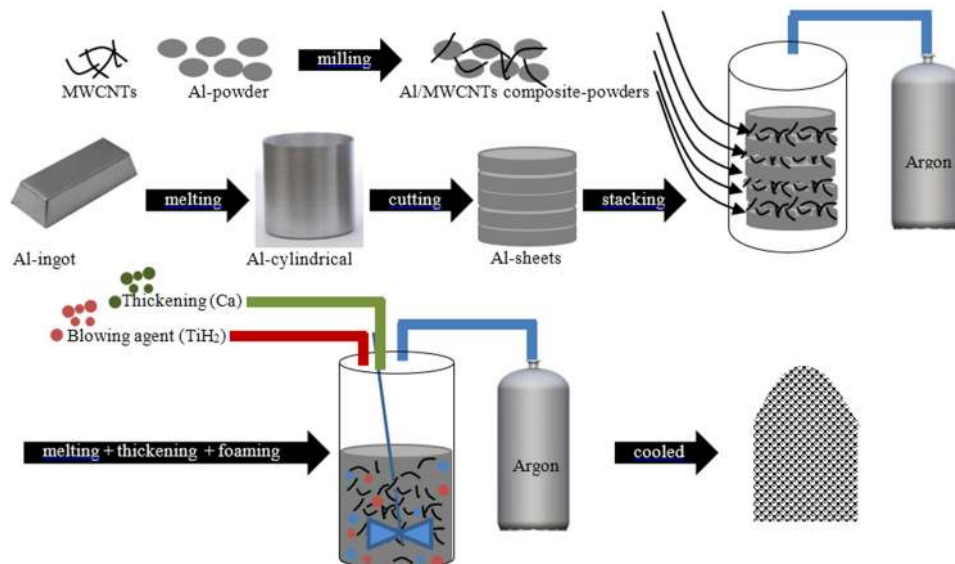 milling
MWCNTs
Al-powder
Al/MWCNTs composite-powders
Argon
melting
cutting
stacking
Al-ingot
Al-cylindrical
Al-sheets
Thickening (Ca)
Blowing agent (TiH₂)
melting + thickening + foaming
Argon
cooled